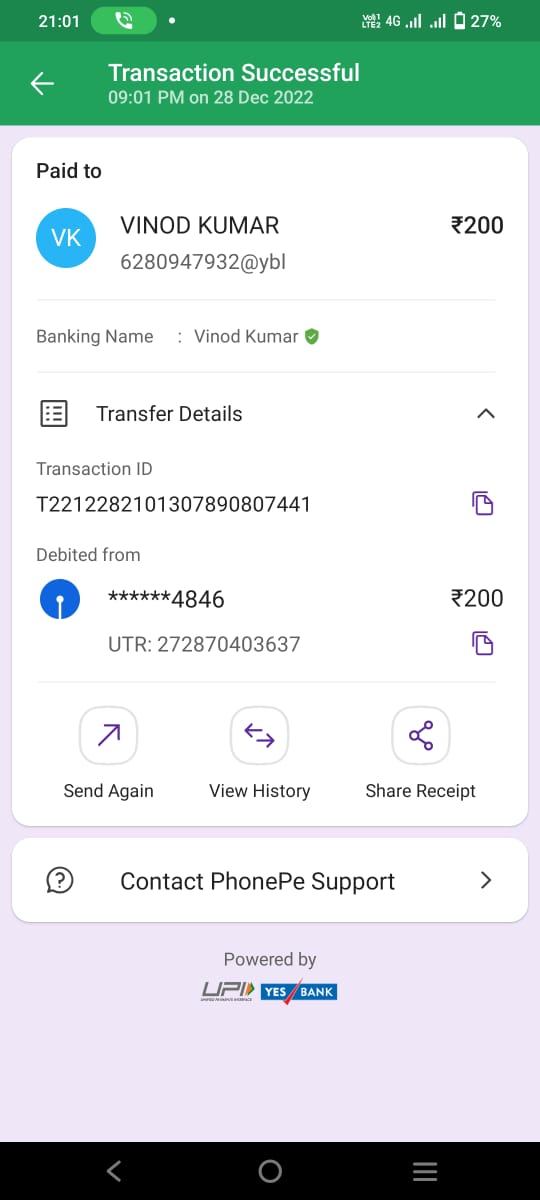 21:01
Vo)) 1 LTE2 4G 27%
Transaction Successful
09:01 PM on 28 Dec 2022
Paid to
VK VINOD KUMAR ₹200
6280947932@ybl
Banking Name : Vinod Kumar
Transfer Details
Transaction ID
T2212282101307890807441
Debited from
******4846 ₹200
UTR: 272870403637
Send Again View History Share Receipt
Contact PhonePe Support
Powered by
UPI YES BANK
UNIFIED PAYMENTS INTERFACE